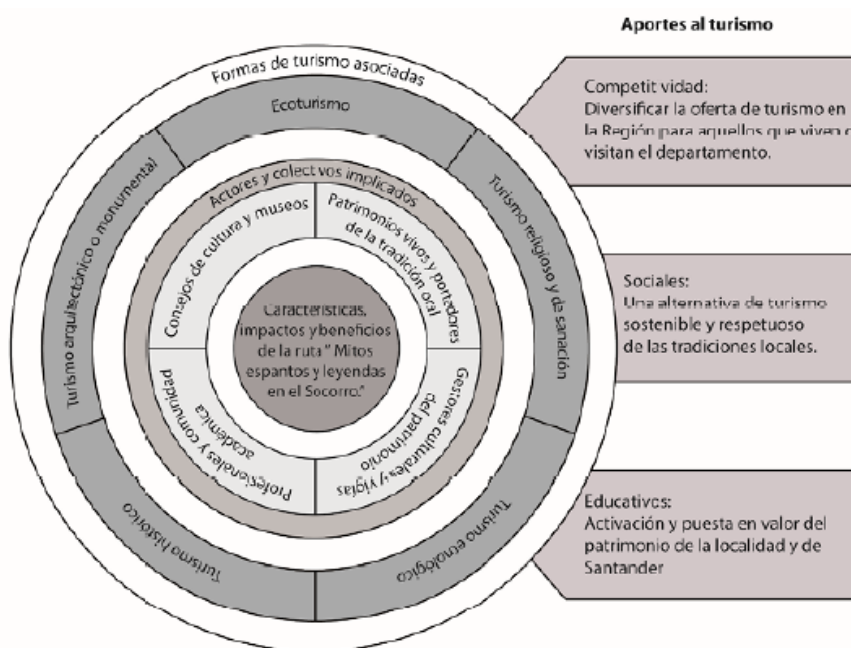 Aportes al turismo
Formas de turismo asociadas
Ecoturismo
Turismo arquitectónico o monumental
Turismo religioso y de sanación
Turismo histórico
Turismo etnológico
Actores y colectivos implicados
Consejos de cultura y museos
Patrimonios vivos y portadores
de la tradición oral
Profesionales y comunidad
académica
Gestores culturales y vigías
del patrimonio
Características,
impactos y beneficios
de la ruta " Mitos
espantos y leyendas
en el Socorro."
Competit vidad:
Diversificar la oferta de turismo en
la Región para aquellos que viven o
visitan el departamento.
Sociales:
Una alternativa de turismo
sostenible y respetuoso
de las tradiciones locales.
Educativos:
Activación y puesta en valor del
patrimonio de la localidad y de
Santander